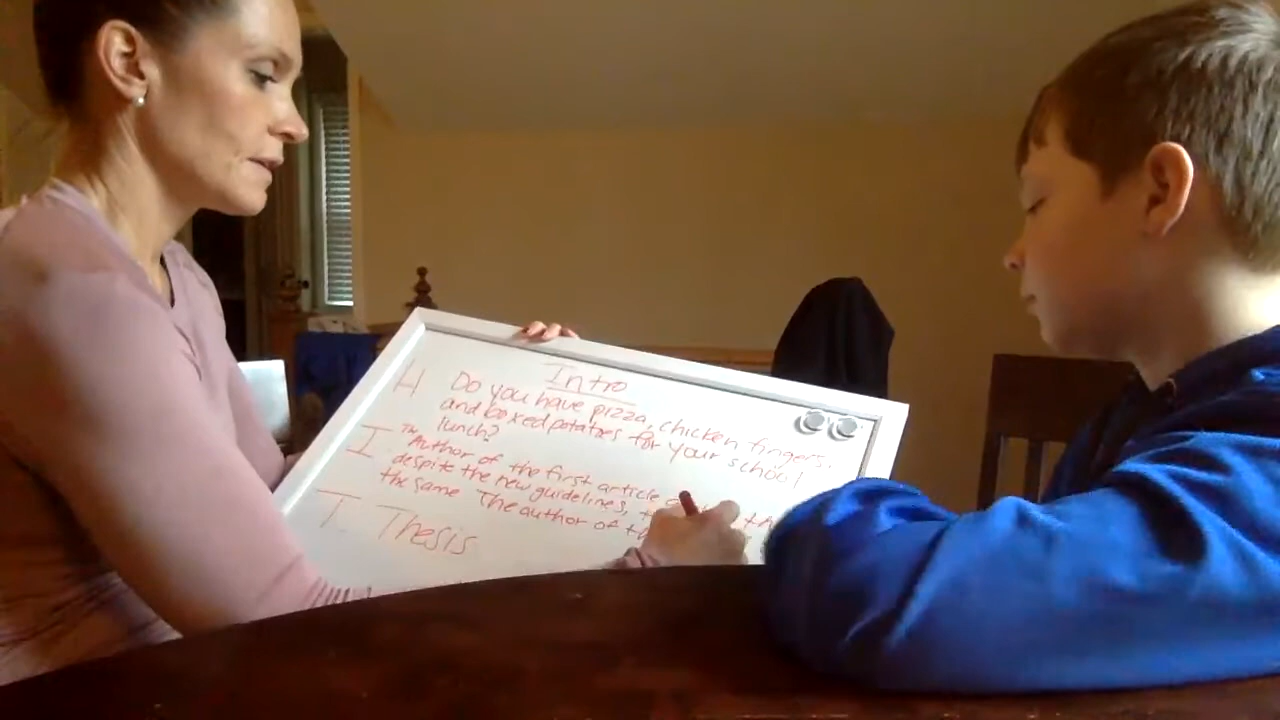 Intro
H Do you have pizza, chicken fingers,
and boxed potatoes for your school
lunch?
I The Author of the first article
despite the new guidelines,
the same The author of
T. Thesis